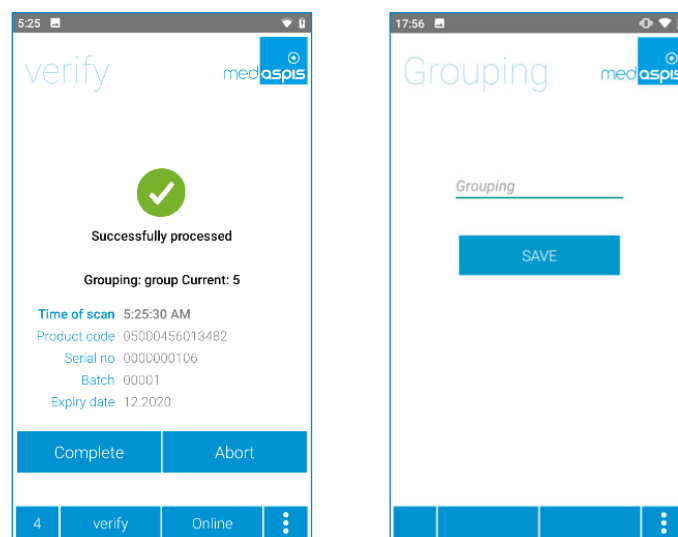 5:25
verify
medaspis
Successfully processed
Grouping: group Current: 5
Time of scan 5:25:30 AM
Product code 05000456013482
Serial no 0000000106
Batch 00001
Expiry date 12.2020
Complete Abort
4 verify Online
17:56
Grouping
medaspis
Grouping
SAVE